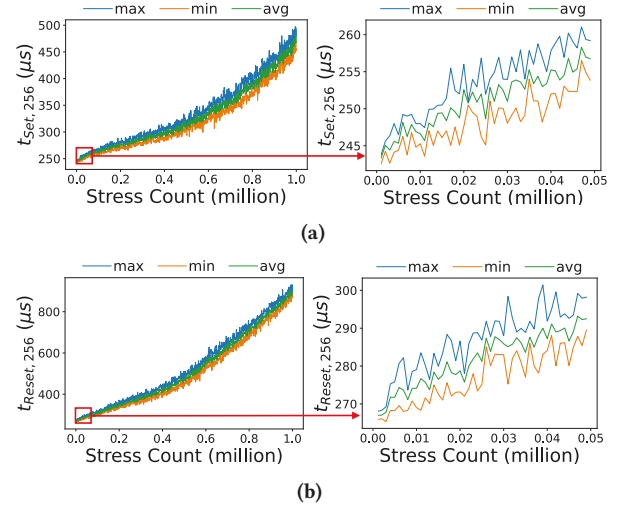 max min avg
max min avg
500
450
400
350
300
250
t_Set, 256 (μs)
0.0 0.2 0.4 0.6 0.8 1.0
Stress Count (million)
260
255
250
245
t_Set, 256 (μs)
0.00 0.01 0.02 0.03 0.04 0.05
Stress Count (million)
(a)
max min avg
max min avg
800
600
400
t_Reset, 256 (μs)
0.0 0.2 0.4 0.6 0.8 1.0
Stress Count (million)
300
290
280
270
t_Reset, 256 (μs)
0.00 0.01 0.02 0.03 0.04 0.05
Stress Count (million)
(b)